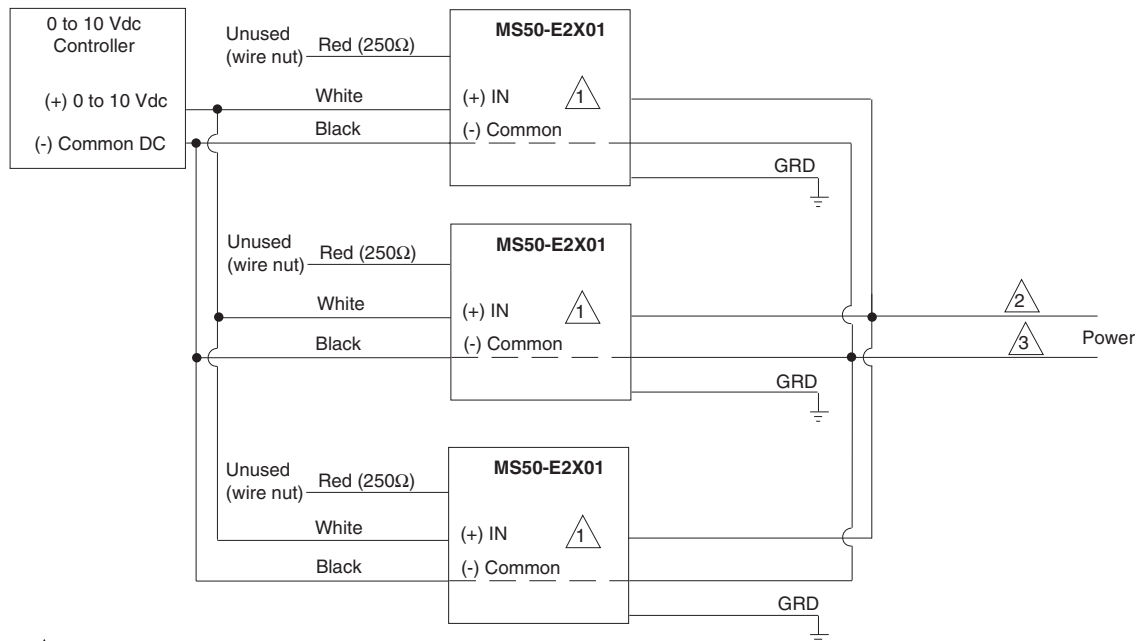 0 to 10 Vdc
Controller
(+) 0 to 10 Vdc
(-) Common DC
Unused
(wire nut)
Red (250Ω)
White
Black
MS50-E2X01
(+) IN
1
(-) Common
GRD
Unused
(wire nut)
Red (250Ω)
White
Black
MS50-E2X01
(+) IN
1
(-) Common
GRD
2
3
Power
Unused
(wire nut)
Red (250Ω)
White
Black
MS50-E2X01
(+) IN
1
(-) Common
GRD